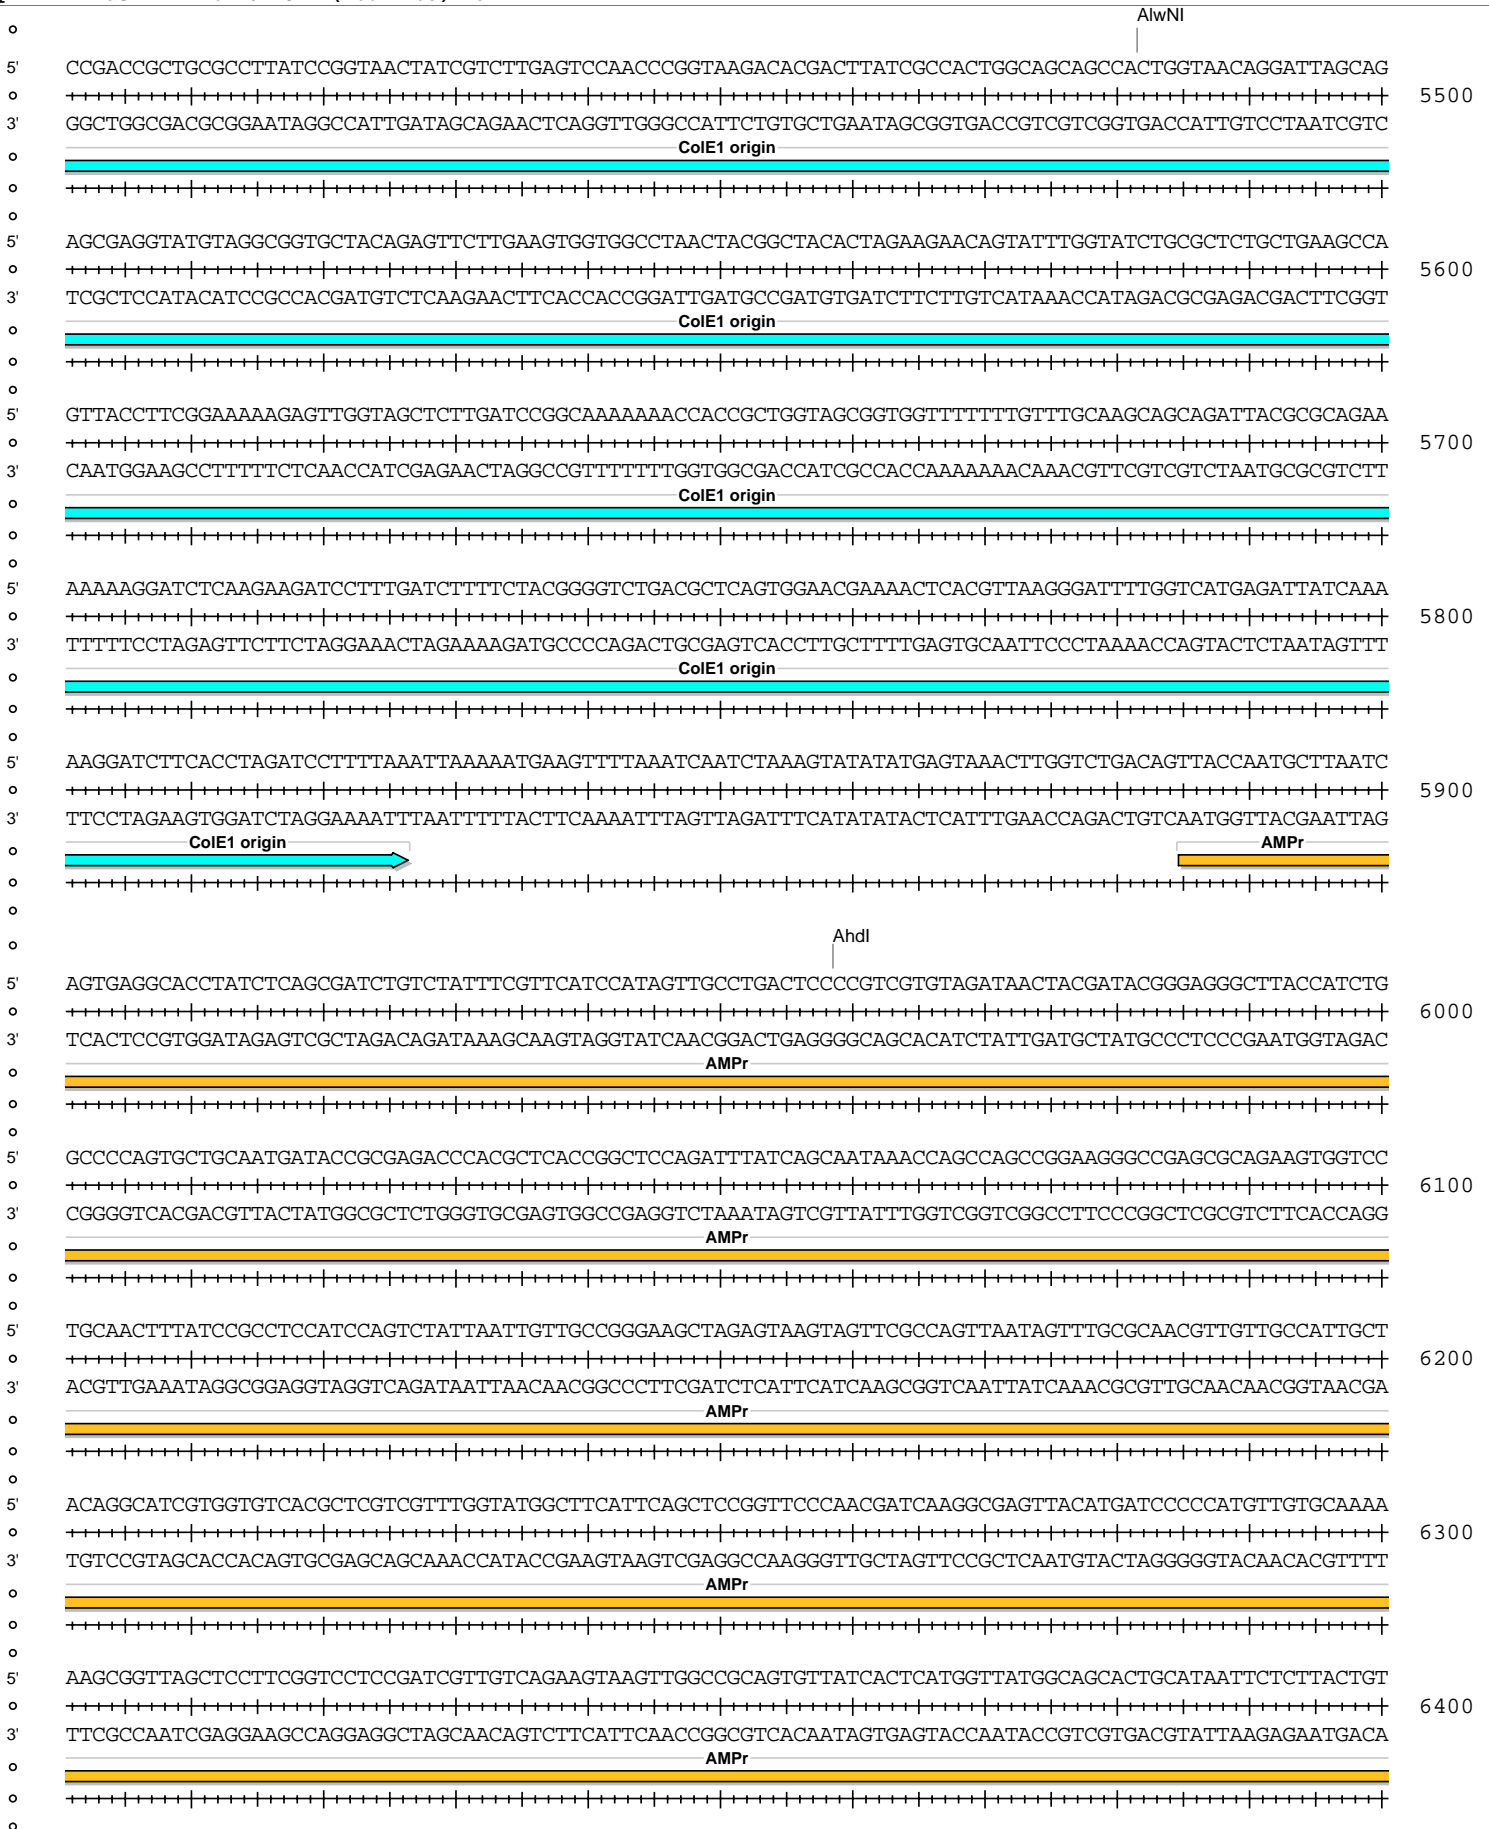 AlwNI
5' CCGACCGCTGCGCCTTATCCGGTAACTATCGTCTTGAGTCCAACCCGGTAAGACACGACTTATCGCCACTGGCAGCAGCCACTGGTAACAGGATTAGCAG
5500
3' GGCTGGCGACGCGGAATAGGCCATTGATAGCAGAACTCAGGTTGGGCCATTCTGTGCTGAATAGCGGTGACCGTCGTCGGTGACCATTGTCCTAATCGTC
ColE1 origin
5' AGCGAGGTATGTAGGCGGTGCTACAGAGTTCTTGAAGTGGTGGCCTAACTACGGCTACACTAGAAGAACAGTATTTGGTATCTGCGCTCTGCTGAAGCCA
5600
3' TCGCTCCATACATCCGCCACGATGTCTCAAGAACTTCACCACCGGATTGATGCCGATGTGATCTTCTTGTCATAAACCATAGACGCGAGACGACTTCGGT
ColE1 origin
5' GTTACCTTCGGAAAAAGAGTTGGTAGCTCTTGATCCGGCAAAAAAACCACCGCTGGTAGCGGTGGTTTTTTTGTTTGCAAGCAGCAGATTACGCGCAGAA
5700
3' CAATGGAAGCCTTTTTCTCAACCATCGAGAACTAGGCCGTTTTTTTGGTGGCGACCATCGCCACCAAAAAAACAAACGTTCGTCGTCTAATGCGCGTCTT
ColE1 origin
5' AAAAAGGATCTCAAGAAGATCCTTTGATCTTTTCTACGGGGTCTGACGCTCAGTGGAACGAAAACTCACGTTAAGGGATTTTGGTCATGAGATTATCAAA
5800
3' TTTTTCCTAGAGTTCTTCTAGGAAACTAGAAAAGATGCCCCAGACTGCGAGTCACCTTGCTTTTGAGTGCAATTCCCTAAAACCAGTACTCTAATAGTTT
ColE1 origin
5' AAGGATCTTCACCTAGATCCTTTTAAATTAAAAATGAAGTTTTAAATCAATCTAAAGTATATATGAGTAAACTTGGTCTGACAGTTACCAATGCTTAATC
5900
3' TTCCTAGAAGTGGATCTAGGAAAATTTAATTTTTACTTCAAAATTTAGTTAGATTTCATATATACTCATTTGAACCAGACTGTCAATGGTTACGAATTAG
ColE1 origin AMPr
AhdI
5' AGTGAGGCACCTATCTCAGCGATCTGTCTATTTCGTTCATCCATAGTTGCCTGACTCCCCGTCGTGTAGATAACTACGATACGGGAGGGCTTACCATCTG
6000
3' TCACTCCGTGGATAGAGTCGCTAGACAGATAAAGCAAGTAGGTATCAACGGACTGAGGGGCAGCACATCTATTGATGCTATGCCCTCCCGAATGGTAGAC
AMPr
5' GCCCCAGTGCTGCAATGATACCGCGAGACCCACGCTCACCGGCTCCAGATTTATCAGCAATAAACCAGCCAGCCGGAAGGGCCGAGCGCAGAAGTGGTCC
6100
3' CGGGGTCACGACGTTACTATGGCGCTCTGGGTGCGAGTGGCCGAGGTCTAAATAGTCGTTATTTGGTCGGTCGGCCTTCCCGGCTCGCGTCTTCACCAGG
AMPr
5' TGCAACTTTATCCGCCTCCATCCAGTCTATTAATTGTTGCCGGGAAGCTAGAGTAAGTAGTTCGCCAGTTAATAGTTTGCGCAACGTTGTTGCCATTGCT
6200
3' ACGTTGAAATAGGCGGAGGTAGGTCAGATAATTAACAACGGCCCTTCGATCTCATTCATCAAGCGGTCAATTATCAAACGCGTTGCAACAACGGTAACGA
AMPr
5' ACAGGCATCGTGGTGTCACGCTCGTCGTTTGGTATGGCTTCATTCAGCTCCGGTTCCCAACGATCAAGGCGAGTTACATGATCCCCCATGTTGTGCAAAA
6300
3' TGTCCGTAGCACCACAGTGCGAGCAGCAAACCATACCGAAGTAAGTCGAGGCCAAGGGTTGCTAGTTCCGCTCAATGTACTAGGGGGTACAACACGTTTT
AMPr
5' AAGCGGTTAGCTCCTTCGGTCCTCCGATCGTTGTCAGAAGTAAGTTGGCCGCAGTGTTATCACTCATGGTTATGGCAGCACTGCATAATTCTCTTACTGT
6400
3' TTCGCCAATCGAGGAAGCCAGGAGGCTAGCAACAGTCTTCATTCAACCGGCGTCACAATAGTGAGTACCAATACCGTCGTGACGTATTAAGAGAATGACA
AMPr